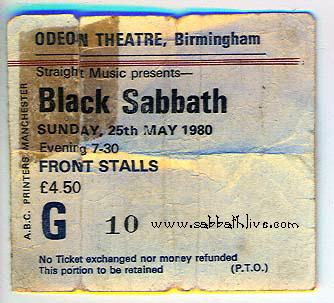 ODEON THEATRE, Birmingham
Straight Music presents—
Black Sabbath
SUNDAY, 25th MAY 1980
Evening 7-30
FRONT STALLS
£4.50
G 10
www.sabbathlive.com
No Ticket exchanged nor money refunded
This portion to be retained (P.T.O.)
A.B.C. PRINTERS MANCHESTER